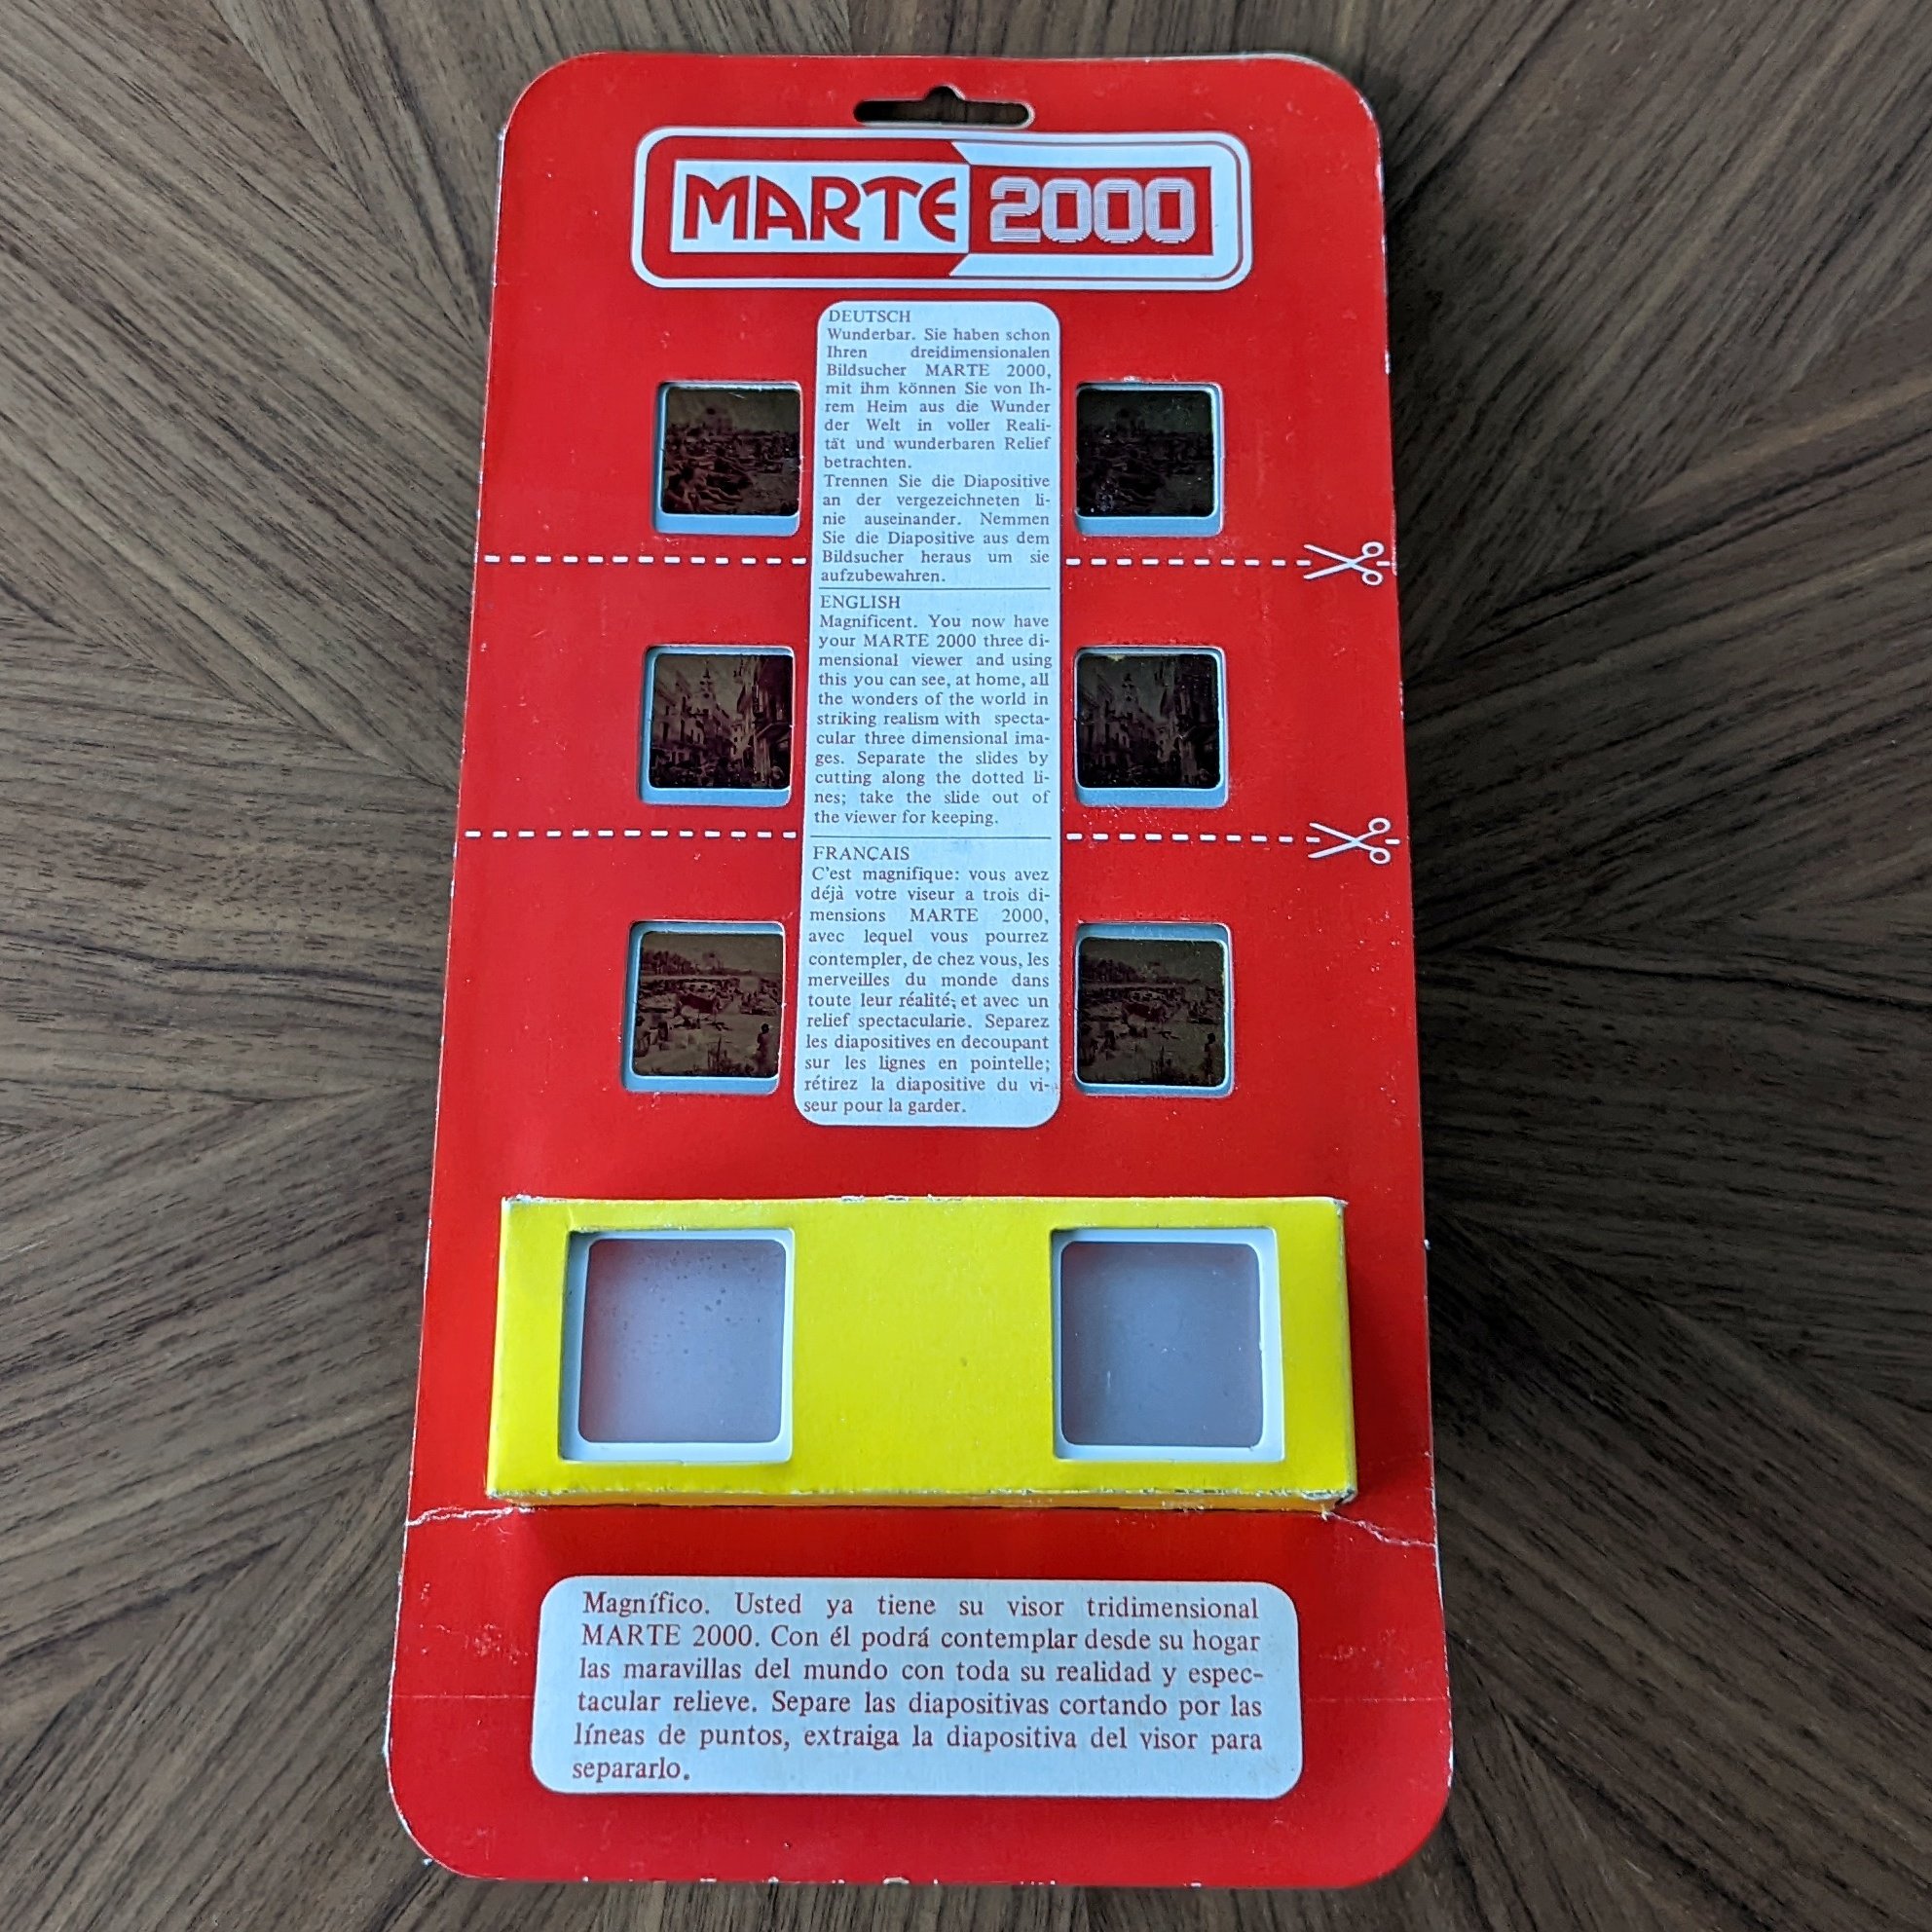 MARTE 2000
DEUTSCH
Wunderbar. Sie haben schon
Ihren dreidimensionalen
Bildsucher MARTE 2000,
mit ihm können Sie von Ih-
rem Heim aus die Wunder
der Welt in voller Reali-
tät und wunderbaren Relief
betrachten.
Trennen Sie die Diapositive
an der vergezeichneten li-
nie auseinander. Nemmen
Sie die Diapositive aus dem
Bildsucher heraus um sie
aufzubewahren.
ENGLISH
Magnificent. You now have
your MARTE 2000 three di-
mensional viewer and using
this you can see, at home, all
the wonders of the world in
striking realism with specta-
cular three dimensional ima-
ges. Separate the slides by
cutting along the dotted li-
nes; take the slide out of
the viewer for keeping.
FRANÇAIS
C'est magnifique: vous avez
déjà votre viseur a trois di-
mensions MARTE 2000,
avec lequel vous pourrez
contempler, de chez vous, les
merveilles du monde dans
toute leur réalité; et avec un
relief spectacularie. Separez
les diapositives en decoupant
sur les lignes en pointelle;
rétirez la diapositive du vi-
seur pour la garder.
Magnífico. Usted ya tiene su visor tridimensional
MARTE 2000. Con él podrá contemplar desde su hogar
las maravillas del mundo con toda su realidad y espec-
tacular relieve. Separe las diapositivas cortando por las
líneas de puntos, extraiga la diapositiva del visor para
separarlo.